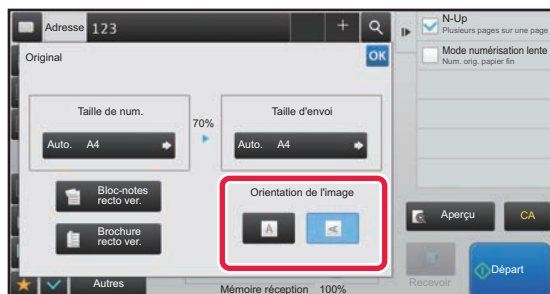 Adresse 123
N-Up
Plusieurs pages sur une page
Original
OK
Mode numérisation lente
Num. orig. papier fin
Taille de num.
70%
Taille d'envoi
Auto. A4
Auto. A4
Bloc-notes
recto ver.
Orientation de l'image
A
A
Brochure
recto ver.
Aperçu
CA
Autres
Mémoire réception 100%
Recevoir
Départ